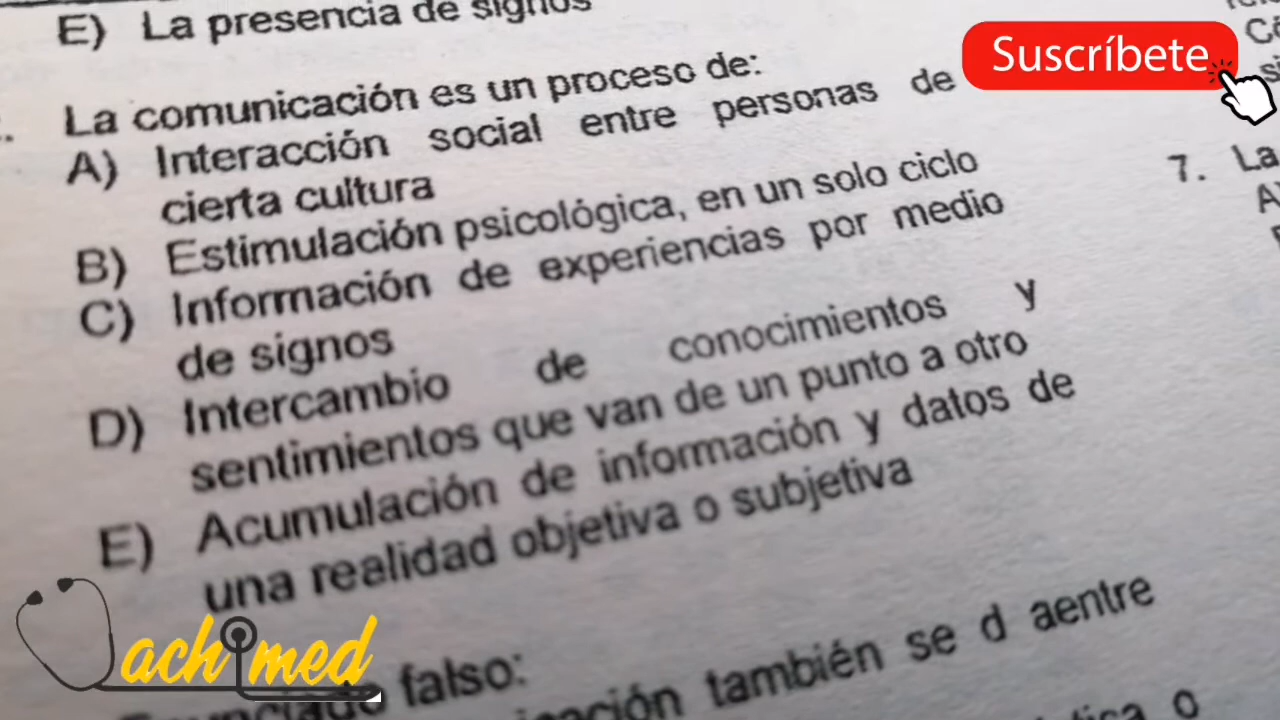 E) La presencia de signos
Suscríbete
La comunicación es un proceso de:
A) Interacción social entre personas de
cierta cultura
B) Estimulación psicológica, en un solo ciclo
C) Información de experiencias por medio
de signos
D) Intercambio de conocimientos y
sentimientos que van de un punto a otro
E) Acumulación de información y datos de
una realidad objetiva o subjetiva
achimed
falso:
también se d aentre
o
7. La